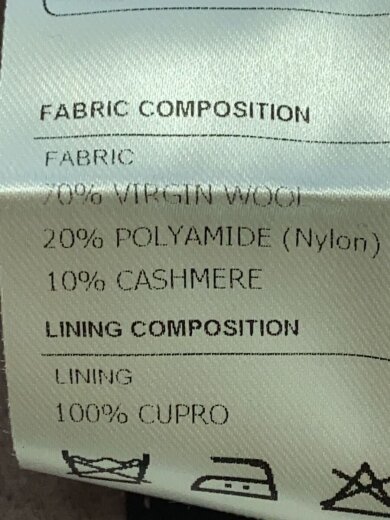 FABRIC COMPOSITION
FABRIC
70% VIRGIN WOOL
20% POLYAMIDE (Nylon)
10% CASHMERE
LINING COMPOSITION
LINING
100% CUPRO